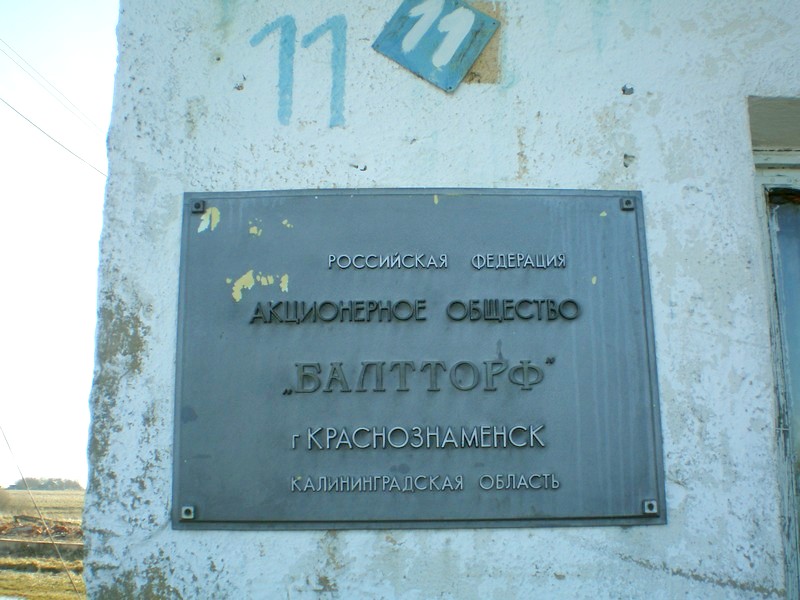 11
11
РОССИЙСКАЯ ФЕДЕРАЦИЯ
АКЦИОНЕРНОЕ ОБЩЕСТВО
„БАЛТТОРФ"
г КРАСНОЗНАМЕНСК
КАЛИНИНГРАДСКАЯ ОБЛАСТЬ